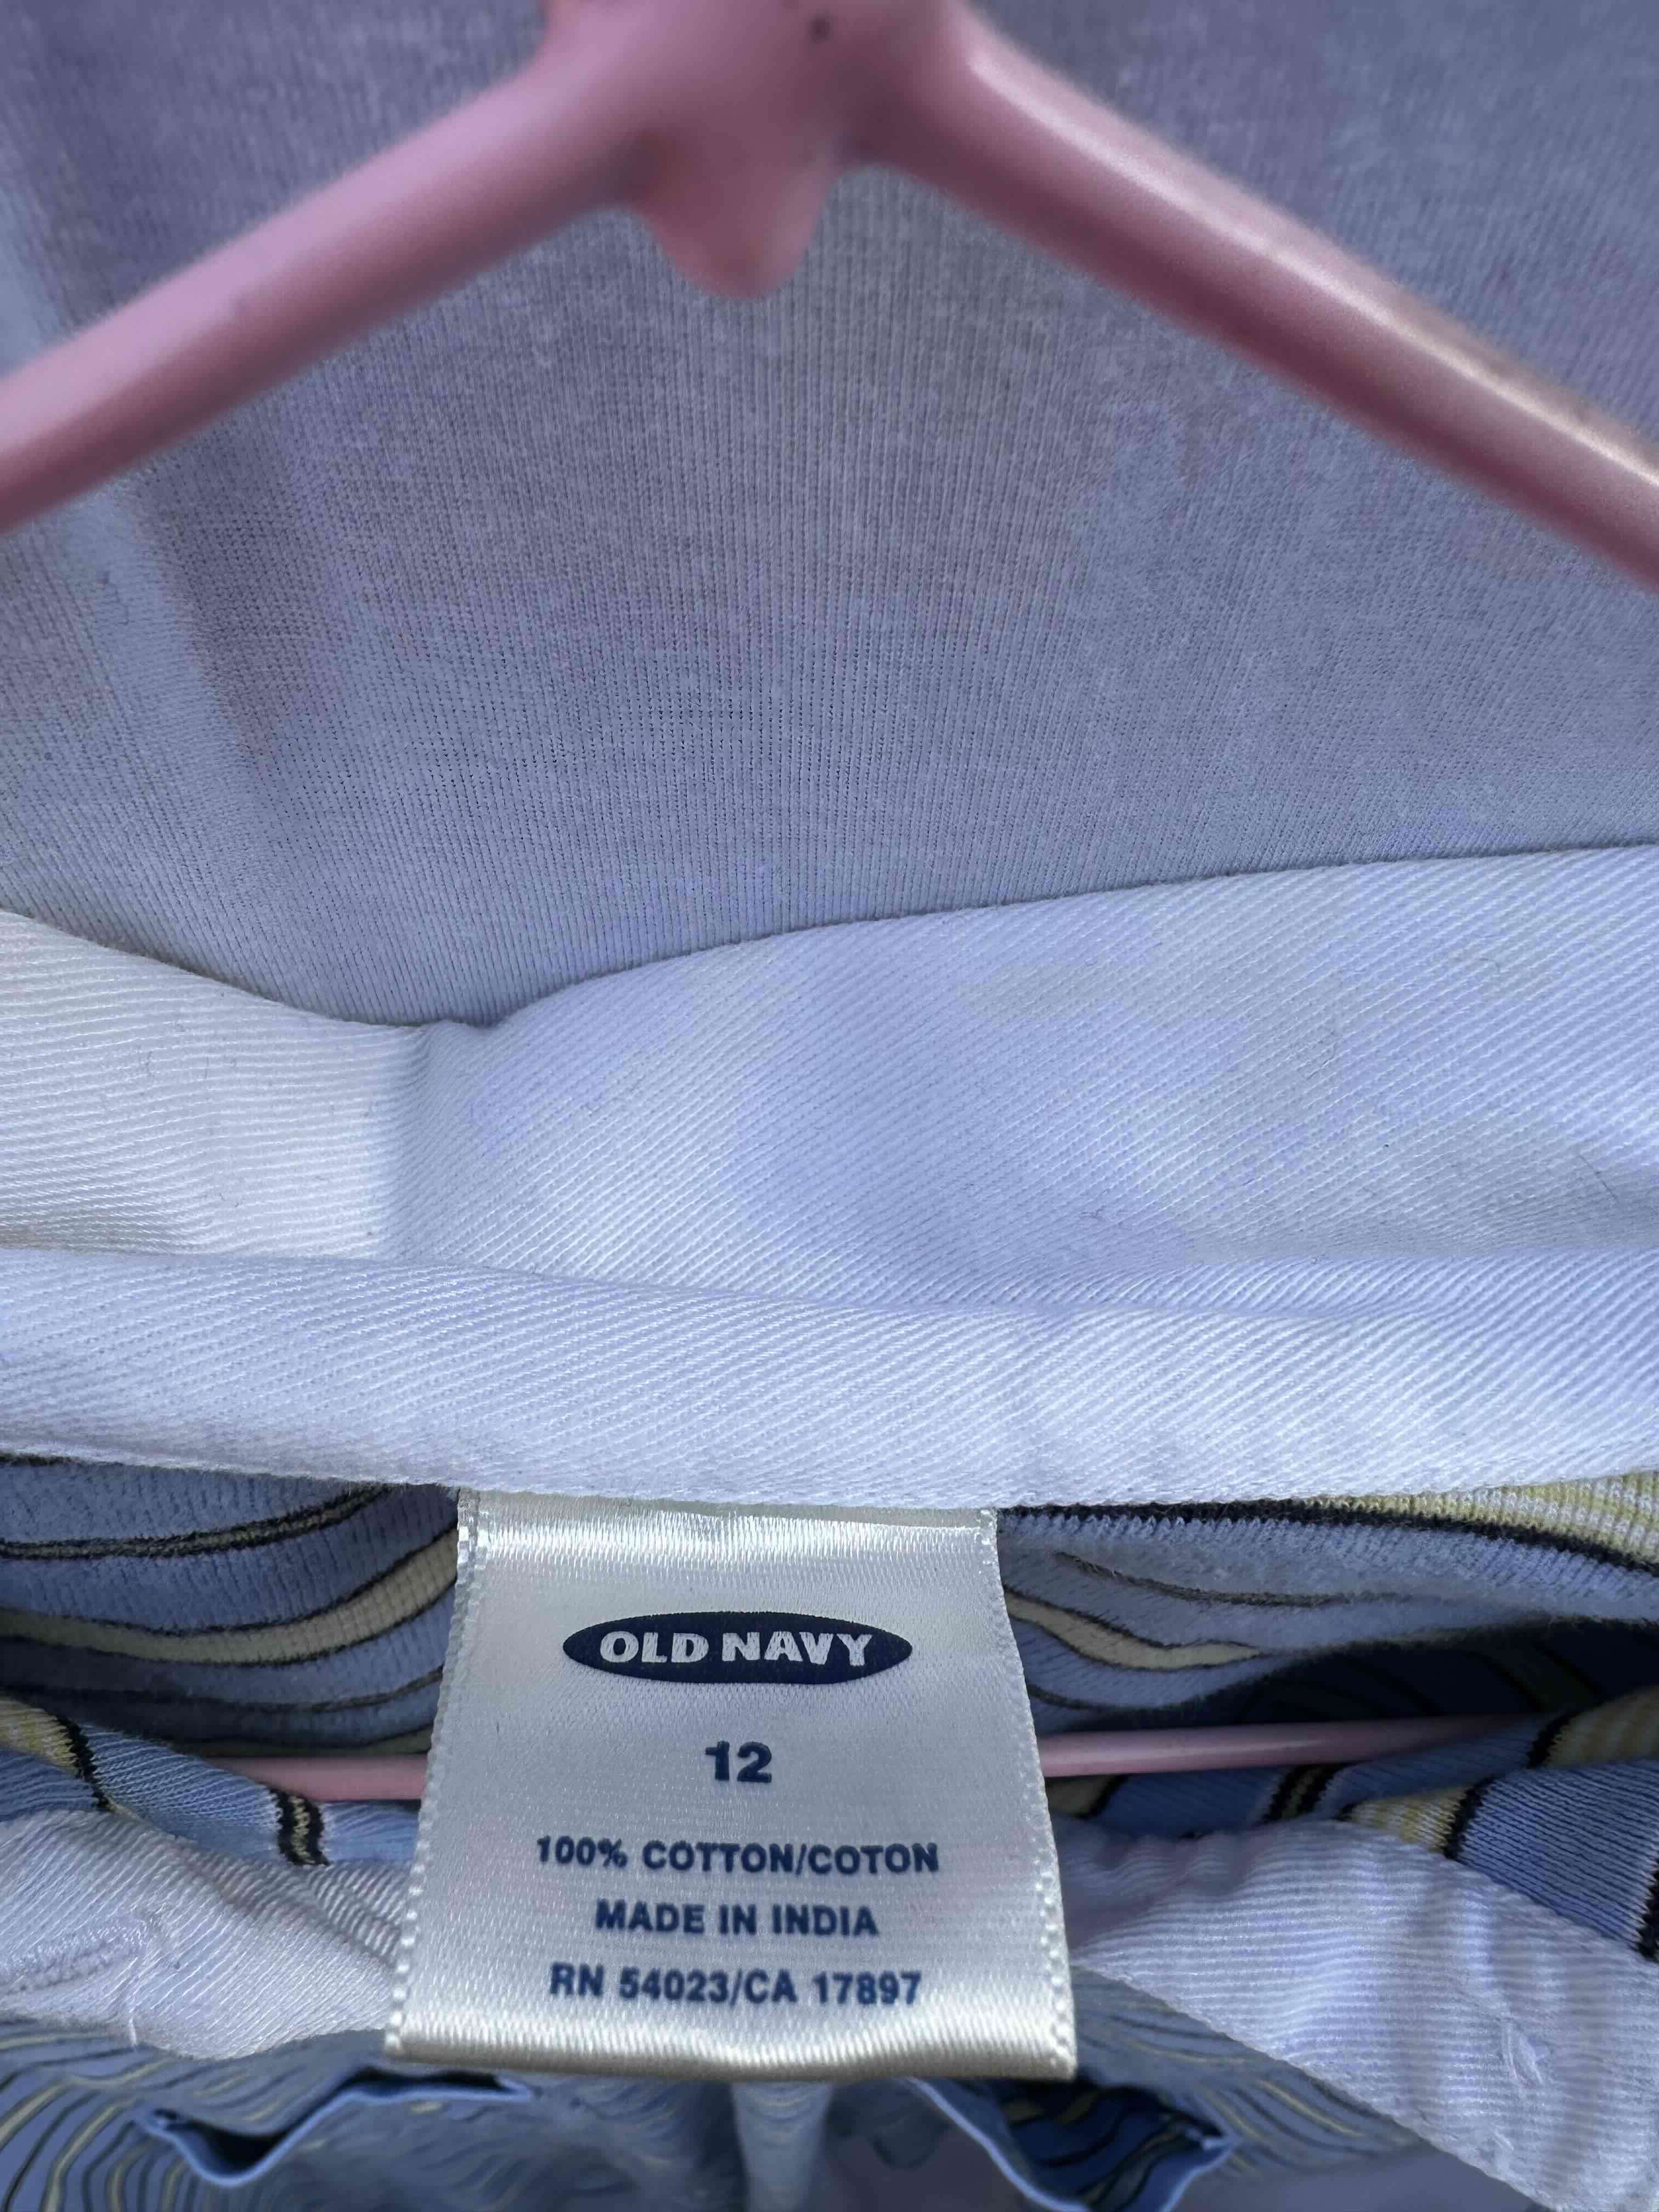 OLD NAVY
12
100% COTTON/COTON
MADE IN INDIA
RN 54023/CA 17897